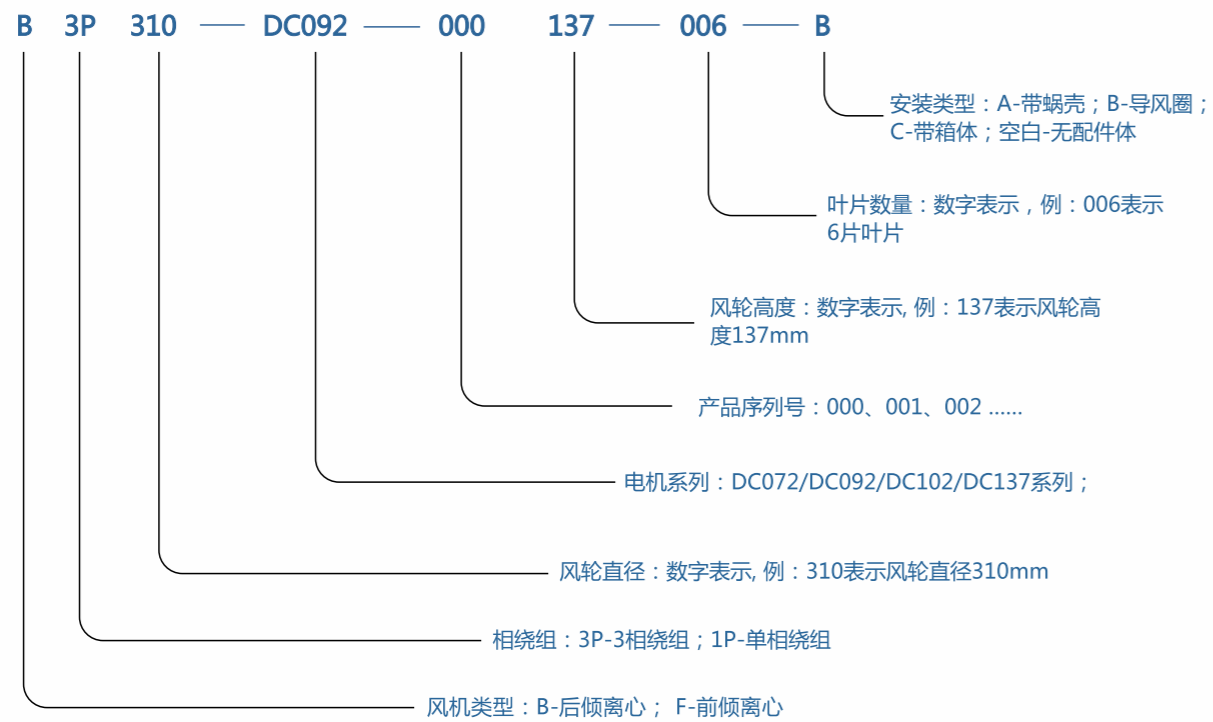 B 3P 310 — DC092 — 000 137 — 006 — B
安装类型：A-带蜗壳；B-导风圈；
C-带箱体；空白-无配件体
叶片数量：数字表示，例：006表示
6片叶片
风轮高度：数字表示, 例：137表示风轮高
度137mm
产品序列号：000、001、002 ......
电机系列：DC072/DC092/DC102/DC137系列；
风轮直径：数字表示, 例：310表示风轮直径310mm
相绕组：3P-3相绕组；1P-单相绕组
风机类型：B-后倾离心； F-前倾离心